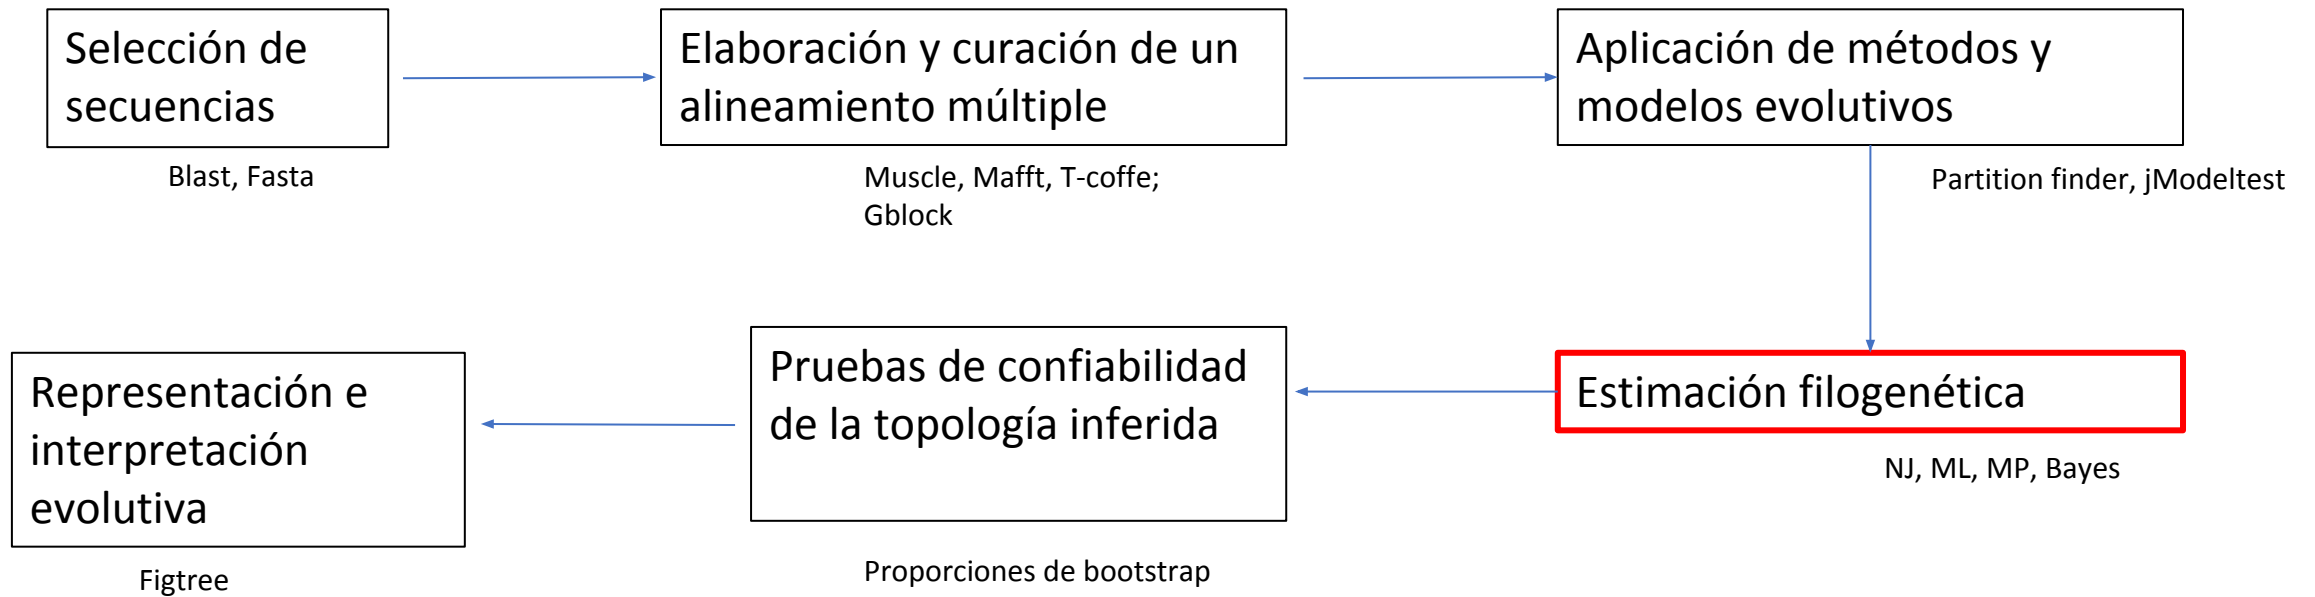 Selección de
secuencias
Blast, Fasta
Elaboración y curación de un
alineamiento múltiple
Muscle, Mafft, T-coffe;
Gblock
Aplicación de métodos y
modelos evolutivos
Partition finder, jModeltest
Estimación filogenética
NJ, ML, MP, Bayes
Pruebas de confiabilidad
de la topología inferida
Proporciones de bootstrap
Representación e
interpretación
evolutiva
Figtree